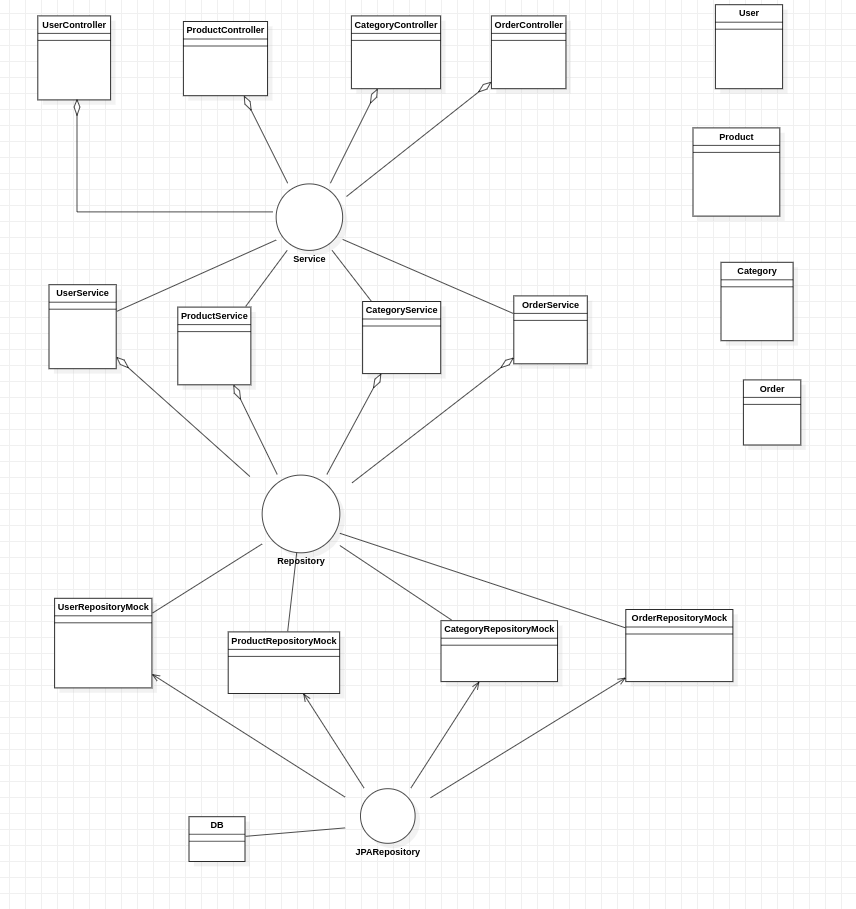 UserController
ProductController
CategoryController
OrderController
User
Product
Service
Category
UserService
ProductService
CategoryService
OrderService
Order
Repository
UserRepositoryMock
ProductRepositoryMock
CategoryRepositoryMock
OrderRepositoryMock
DB
JPARepository